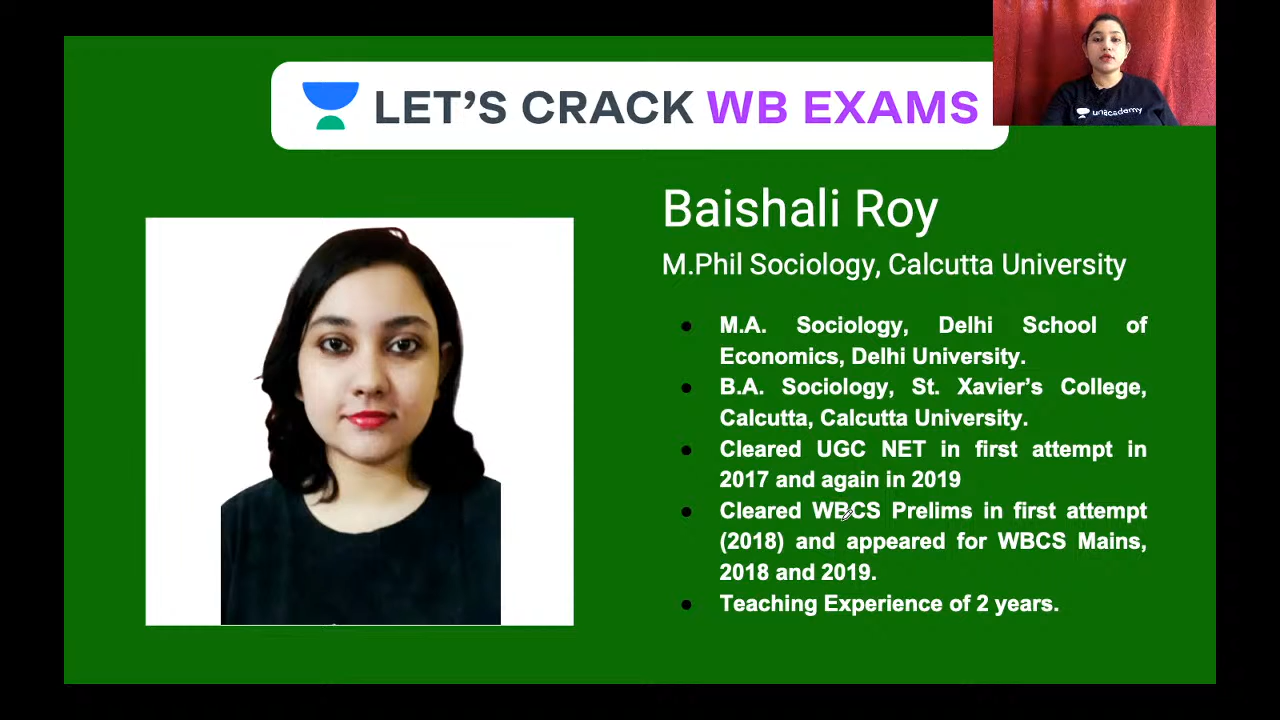 LET'S CRACK WB EXAMS
unacademy
Baishali Roy
M.Phil Sociology, Calcutta University
● M.A. Sociology, Delhi School of
Economics, Delhi University.
● B.A. Sociology, St. Xavier's College,
Calcutta, Calcutta University.
● Cleared UGC NET in first attempt in
2017 and again in 2019
● Cleared WBCS Prelims in first attempt
(2018) and appeared for WBCS Mains,
2018 and 2019.
● Teaching Experience of 2 years.